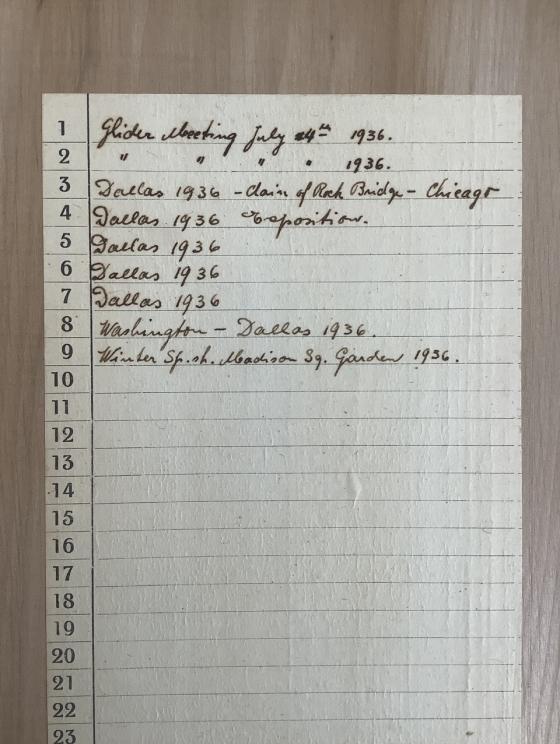 1 Glider Meeting July 4th 1936.
2 " " " " 1936.
3 Dallas 1936 - of Rock Bridge - Chicago
4 Dallas 1936 Exposition.
5 Dallas 1936
6 Dallas 1936
7 Dallas 1936
8 Washington - Dallas 1936.
9 Winter Sp. sh. Madison Sq. Garden 1936.
10
11
12
13
14
15
16
17
18
19
20
21
22
23